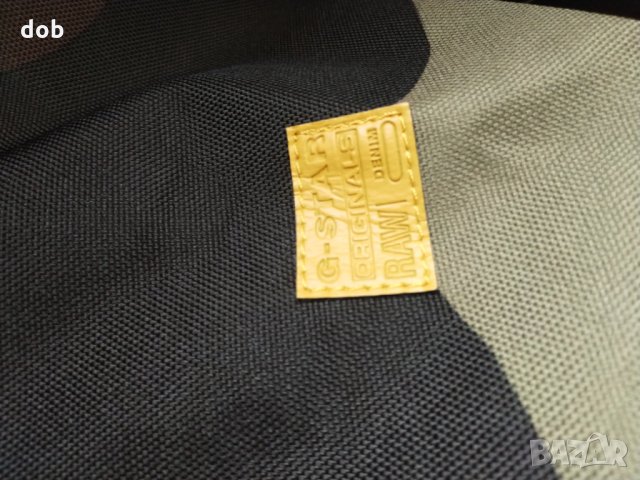 dob
G-STAR
ORIGINALS
DENIM
RAW
BAZAR